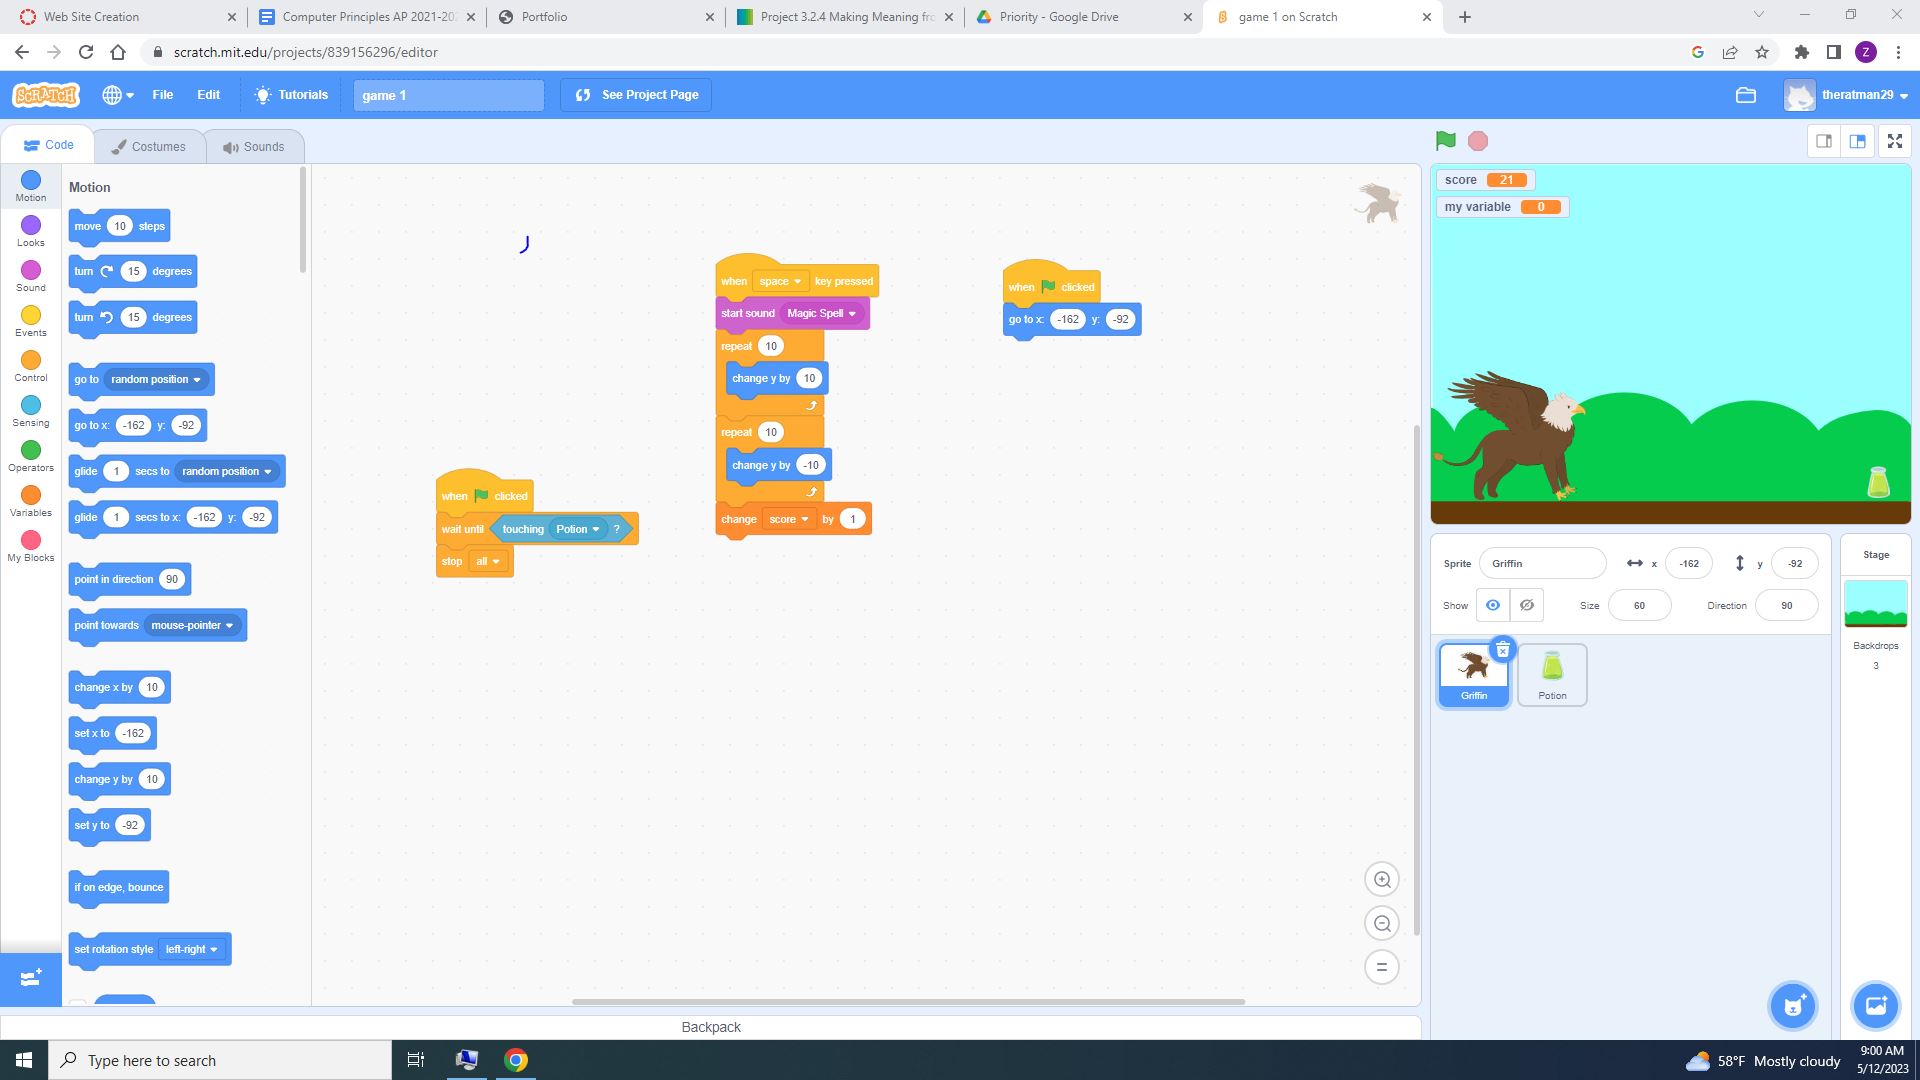 Web Site Creation
Computer Principles AP 2021-202
Portfolio
Project 3.2.4 Making Meaning fr
Priority - Google Drive
game 1 on Scratch
scratch.mit.edu/projects/839156296/editor
Z
SCRATCH
File
Edit
Tutorials
game 1
See Project Page
theratman29
Code
Costumes
Sounds
Motion
Looks
Sound
Events
Control
Sensing
Operators
Variables
My Blocks
Motion
move 10 steps
turn 15 degrees
turn 15 degrees
go to random position
go to x: -162 y: -92
glide 1 secs to random position
glide 1 secs to x: -162 y: -92
point in direction 90
point towards mouse-pointer
change x by 10
set x to -162
change y by 10
set y to -92
if on edge, bounce
set rotation style left-right
when clicked
wait until touching Potion ?
stop all
when space key pressed
start sound Magic Spell
repeat 10
change y by 10
repeat 10
change y by -10
change score by 1
when clicked
go to x: -162 y: -92
score 21
my variable 0
Sprite Griffin x -162 y -92
Show Size 60 Direction 90
Griffin
Potion
Stage
Backdrops
3
Backpack
Type here to search
58°F Mostly cloudy
9:00 AM
5/12/2023